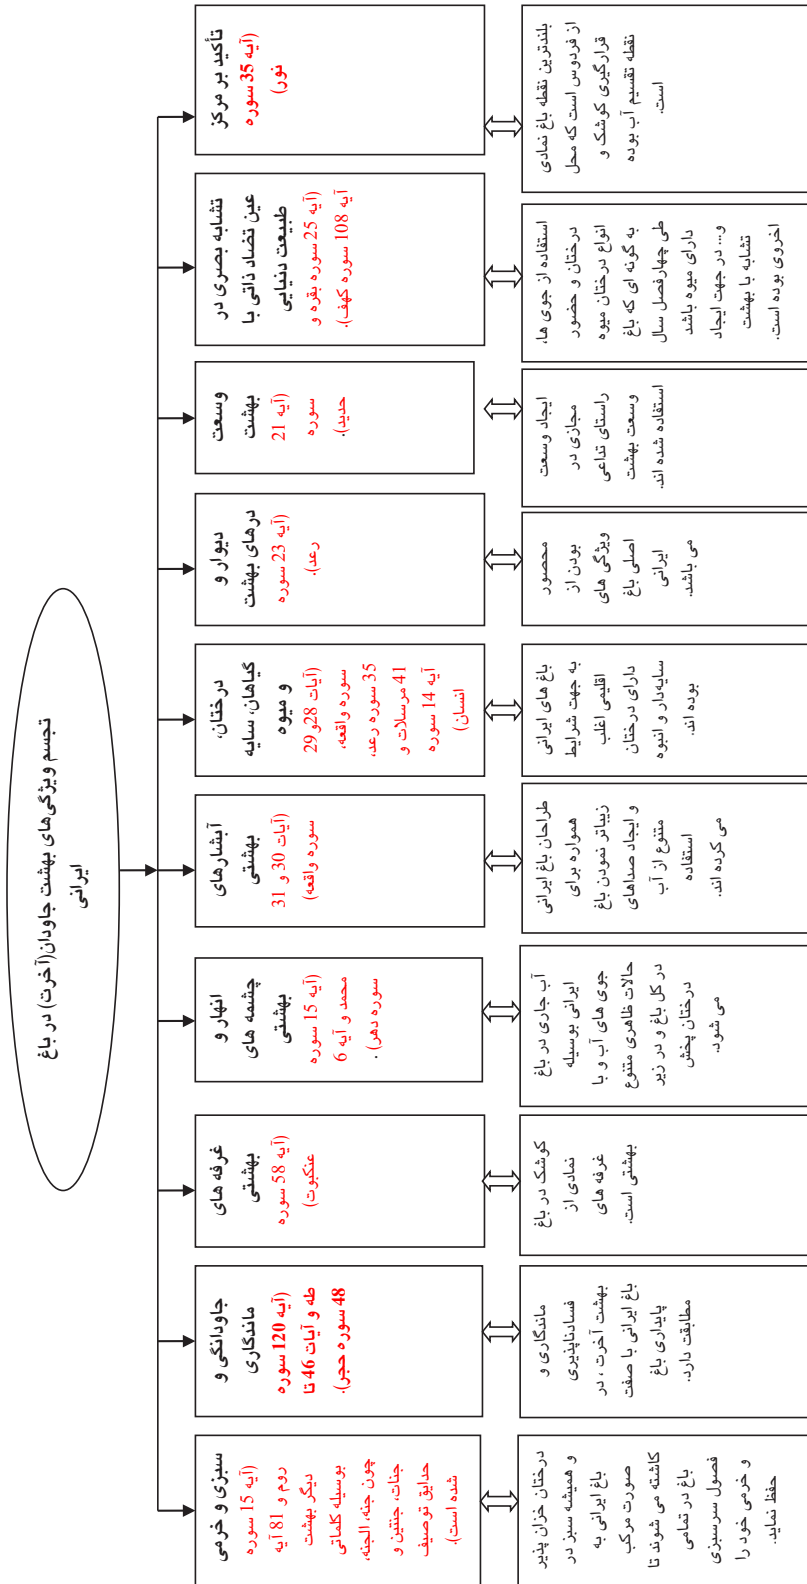 تجسم ویژگی‌های بهشت جاودان(آخرت) در باغ
ایرانی
تأکید بر مرکز
(آیه 35 سوره
نور)
تشابه بصری در
عین تضاد ذاتی با
طبیعت دنیایی
(آیه 25 سوره بقره و
آیه 108 سوره کهف).
وسعت
بهشت
(آیه 21
سوره
حدید).
دیوار و
درهای بهشت
(آیه 23 سوره
رعد).
درختان،
گیاهان، سایه
و میوه
(آیات 28و 29
سوره واقعه،
35 سوره رعد،
41 مرسلات و
آیه 14 سوره
انسان)
آبشارهای
بهشتی
(آیات 30 و 31
سوره واقعه)
انهار و
چشمه های
بهشتی
(آیه 15 سوره
محمد و آیه 6
سوره دهر) .
غرفه های
بهشتی
(آیه 58 سوره
عنکبوت)
جاودانگی و
ماندگاری
(آیه 120 سوره
طه و آیات 46 تا
48 سوره حجر).
سبزی و خرمی
(آیه 15 سوره
روم و 81 آیه
دیگر بهشت
بوسیله کلماتی
چون جنه، الجنه،
جنات، جنتین و
حدایق توصیف
شده است).
بلندترین نقطه باغ نمادی
از فردوس است که محل
قرارگیری کوشک و
نقطه تقسیم آب بوده
است.
استفاده از جوی ها،
درختان و حضور
انواع درختان میوه
به گونه ای که باغ
طی چهارفصل سال
دارای میوه باشد
و... در جهت ایجاد
تشابه با بهشت
اخروی بوده است.
ایجاد وسعت
مجازی در
راستای تداعی
وسعت بهشت
استفاده شده اند.
محصور
بودن از
ویژگی های
اصلی باغ
ایرانی
می باشد.
باغ های ایرانی
به جهت شرایط
اقلیمی اغلب
دارای درختان
سایه‌دار و انبوه
بوده اند.
طراحان باغ ایرانی
همواره برای
زیباتر نمودن باغ
و ایجاد صداهای
متنوع از آب
استفاده
می کرده اند.
آب جاری در باغ
ایرانی بوسیله
جوی های آب و با
حالات ظاهری متنوع
در کل باغ و در زیر
درختان پخش
می شود.
کوشک در باغ
نمادی از
غرفه های
بهشتی است.
ماندگاری و
فسادناپذیری
بهشت آخرت ، در
باغ ایرانی با صفت
پایداری باغ
مطابقت دارد.
درختان خزان پذیر
و همیشه سبز در
باغ ایرانی به
صورت مرکب
کاشته می شوند تا
باغ در تمامی
فصول سرسبزی
و خرمی خود را
حفظ نماید.